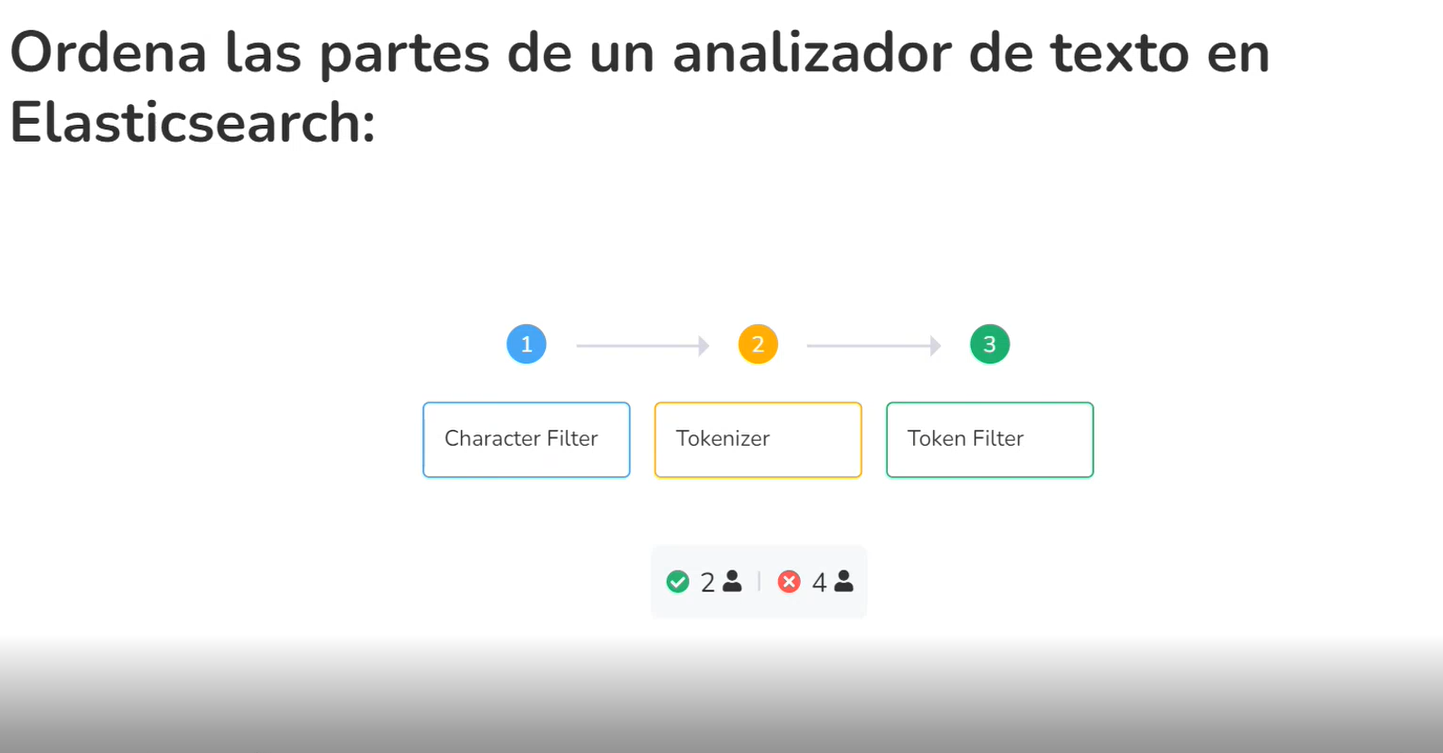 Ordena las partes de un analizador de texto en
Elasticsearch:
1 2 3
Character Filter Tokenizer Token Filter
2 4